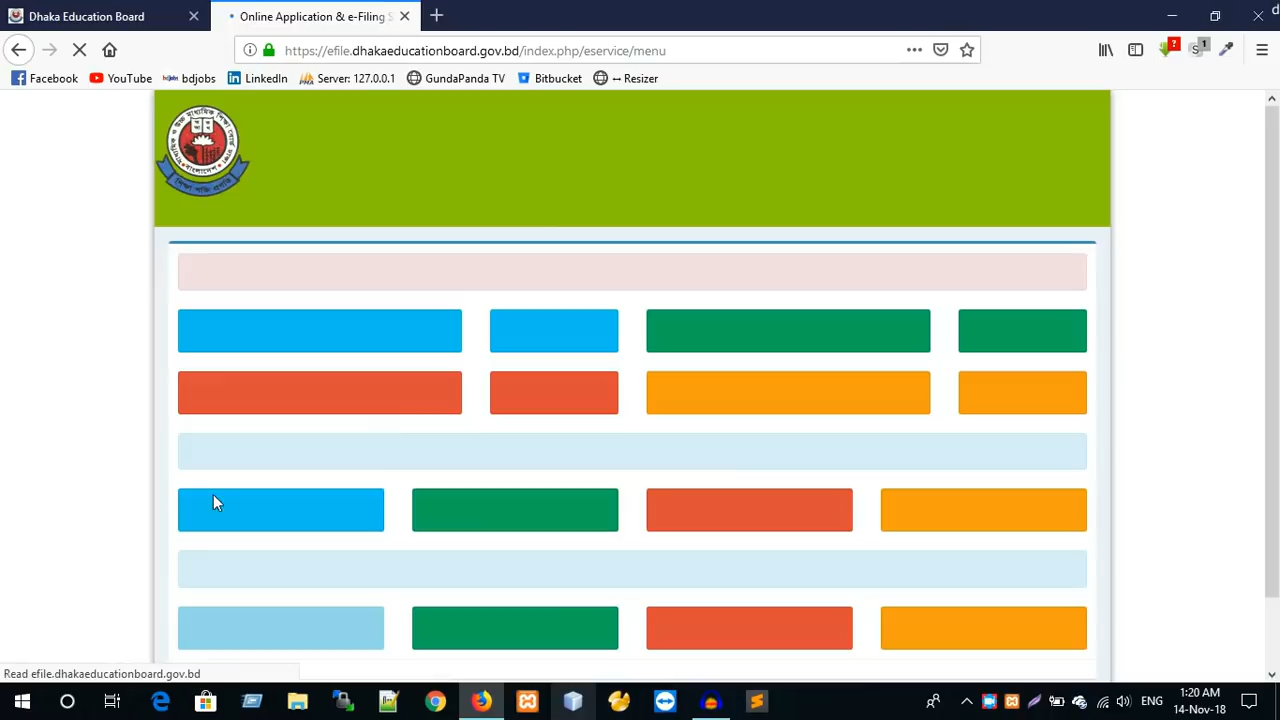 Dhaka Education Board
Online Application & e-Filing S
https://efile.dhakaeducationboard.gov.bd/index.php/eservice/menu
Facebook YouTube bdjobs LinkedIn Server: 127.0.0.1 GundaPanda TV Bitbucket ↔ Resizer
Read efile.dhakaeducationboard.gov.bd
ENG
1:20 AM
14-Nov-18